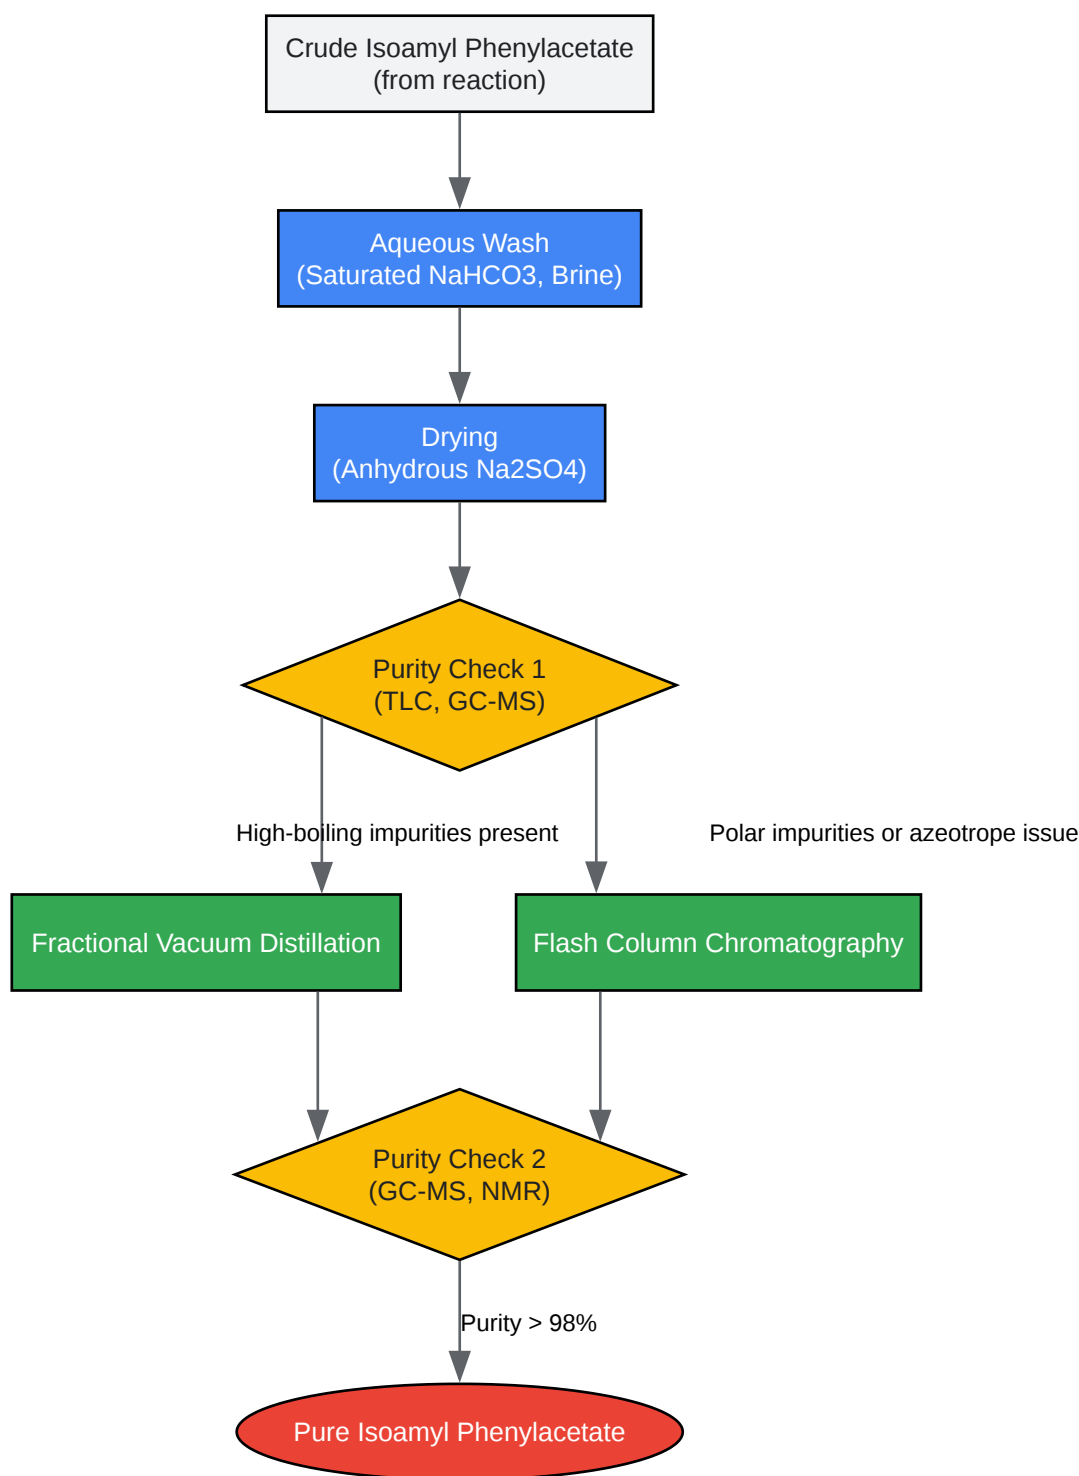 Crude Isoamyl Phenylacetate
(from reaction)
Aqueous Wash
(Saturated NaHCO3, Brine)
Drying
(Anhydrous Na2SO4)
Purity Check 1
(TLC, GC-MS)
High-boiling impurities present
Polar impurities or azeotrope issue
Fractional Vacuum Distillation
Flash Column Chromatography
Purity Check 2
(GC-MS, NMR)
Purity > 98%
Pure Isoamyl Phenylacetate